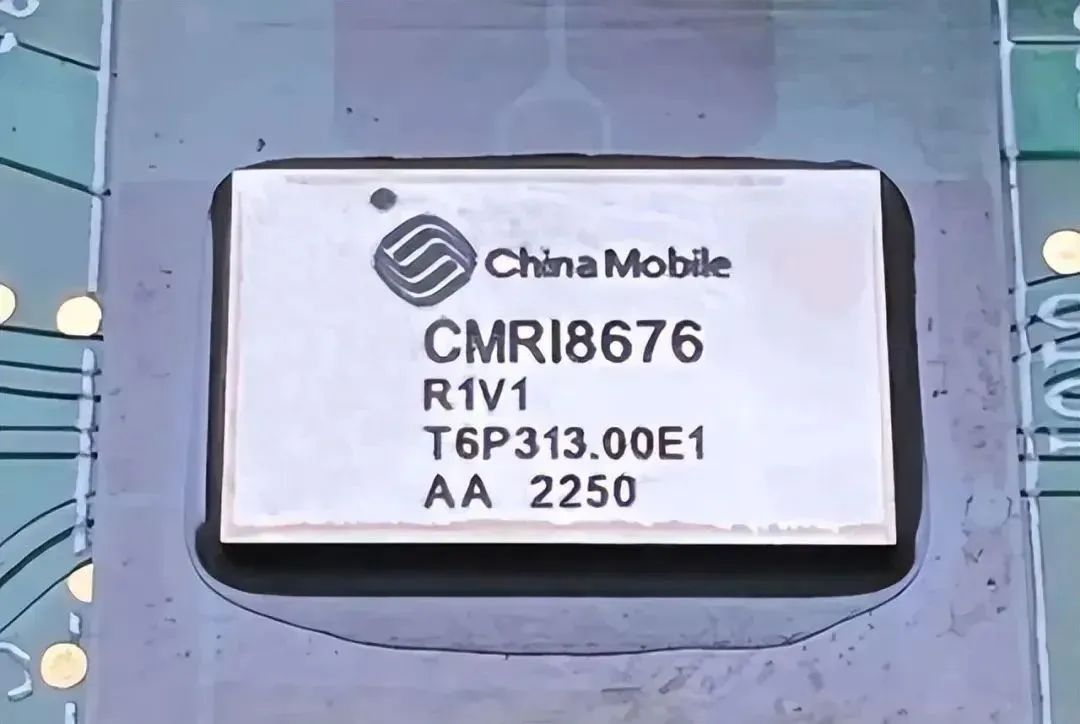 China Mobile
CMRI8676
R1V1
T6P313.00E1
AA 2250